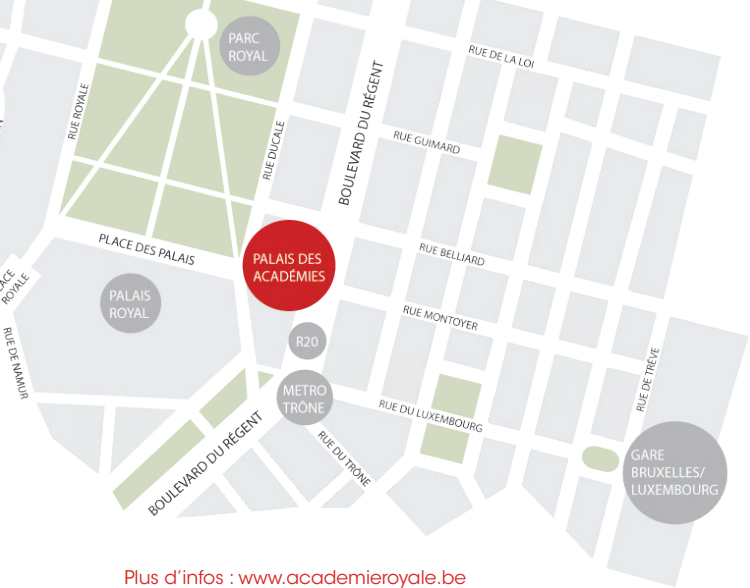 PARC
ROYAL
RUE DE LA LOI
RUE ROYALE
BOULEVARD DU RÉGENT
RUE DUCALE
RUE GUIMARD
PLACE DES PALAIS
PALAIS DES
ACADÉMIES
RUE BELLIARD
ROYALE
PALAIS
ROYAL
RUE MONTOYER
R20
RUE DE NAMUR
RUE DE TRÈVE
METRO
TRÔNE
RUE DU LUXEMBOURG
BOULEVARD DU RÉGENT
RUE DU TRÔNE
GARE
BRUXELLES/
LUXEMBOURG
Plus d’infos : www.academieroyale.be